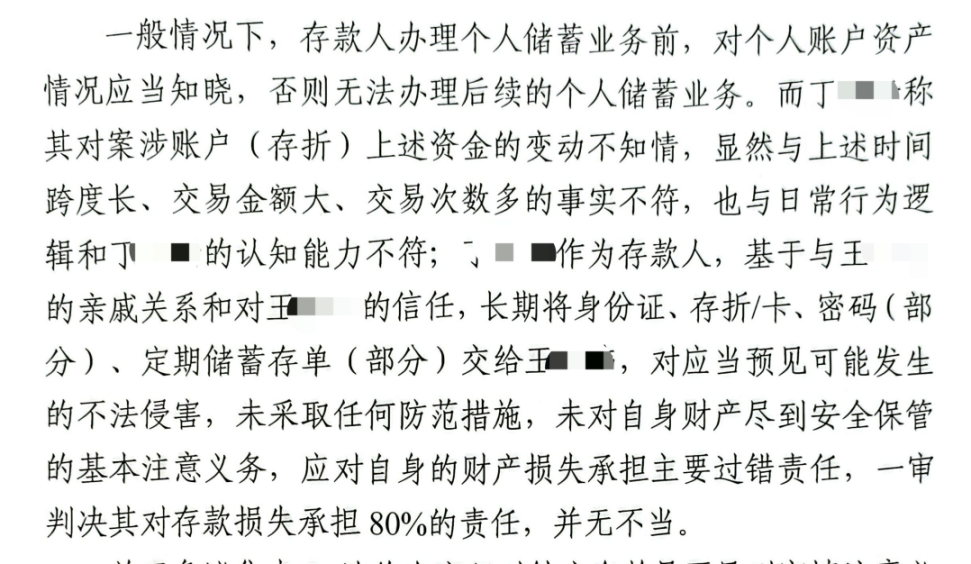 一般情况下，存款人办理个人储蓄业务前，对个人账户资产
情况应当知晓，否则无法办理后续的个人储蓄业务。而丁 称
其对案涉账户（存折）上述资金的变动不知情，显然与上述时间
跨度长、交易金额大、交易次数多的事实不符，也与日常行为逻
辑和丁 的认知能力不符； 作为存款人，基于与王
的亲戚关系和对王 的信任，长期将身份证、存折/卡、密码（部
分）、定期储蓄存单（部分）交给王 ，对应当预见可能发生
的不法侵害，未采取任何防范措施，未对自身财产尽到安全保管
的基本注意义务，应对自身的财产损失承担主要过错责任，一审
判决其对存款损失承担 80%的责任，并无不当。